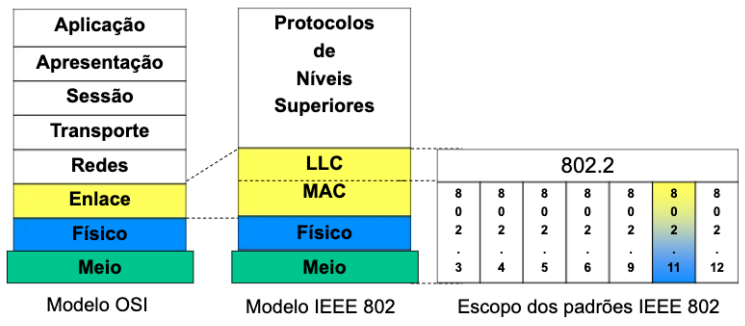 Aplicação
Apresentação
Sessão
Transporte
Redes
Enlace
Físico
Meio
Modelo OSI
Protocolos
de
Níveis
Superiores
LLC
MAC
Físico
Meio
Modelo IEEE 802
802.2
802.3
802.4
802.5
802.6
802.9
802.11
802.12
Escopo dos padrões IEEE 802